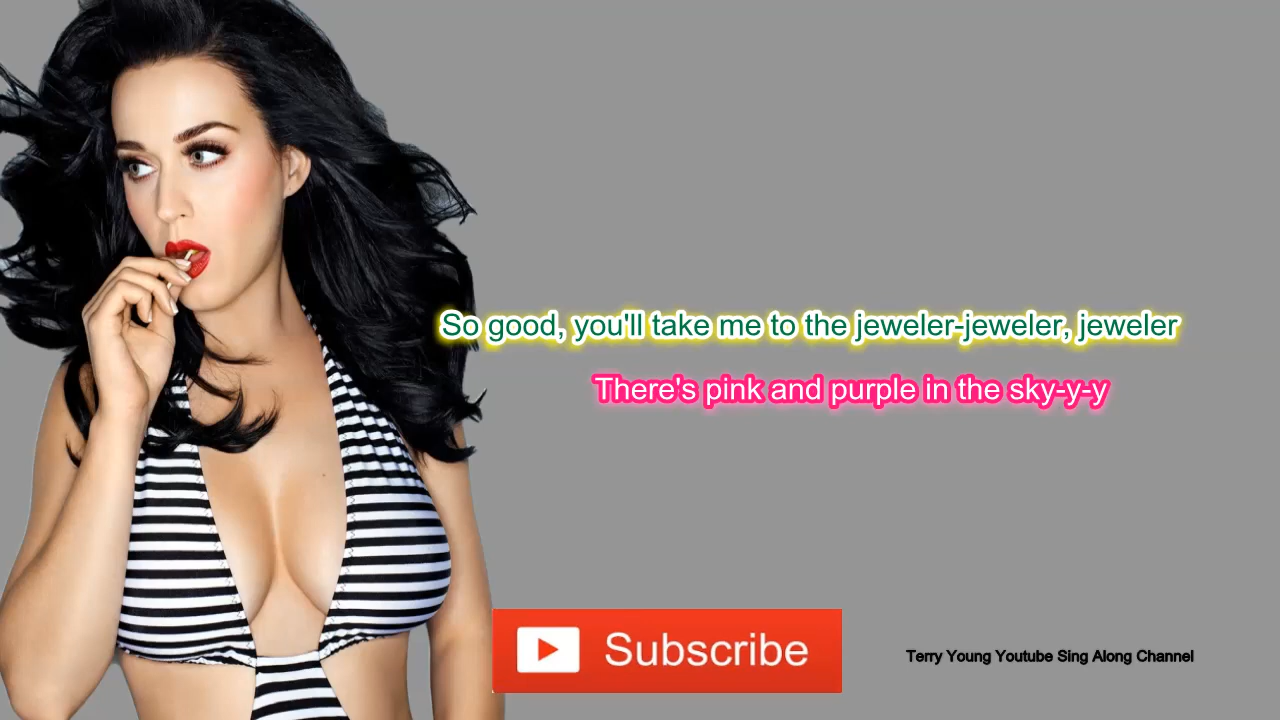 So good, you'll take me to the jeweler-jeweler, jeweler
There's pink and purple in the sky-y-y
Subscribe
Terry Young Youtube Sing Along Channel